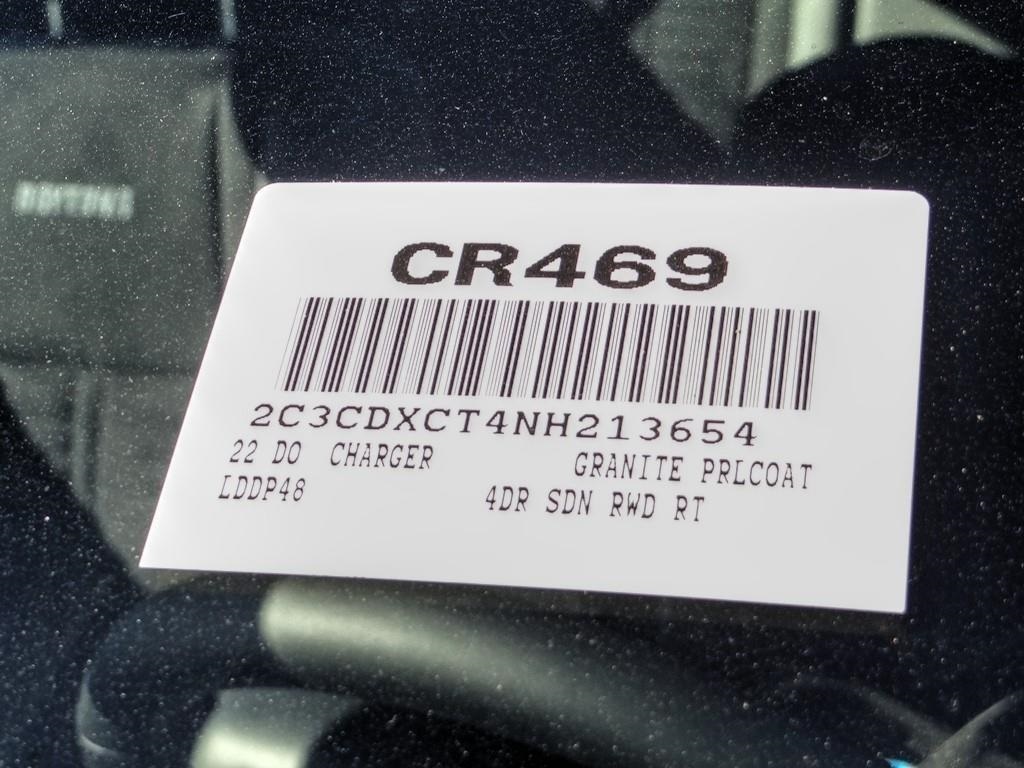 CR469
2C3CDXCT4NH213654
22 DO CHARGER GRANITE PRLCOAT
LDDP48 4DR SDN RWD RT